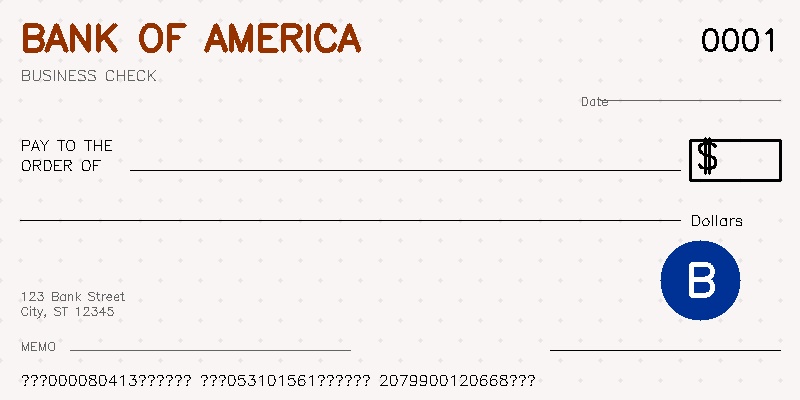 BANK OF AMERICA
0001
BUSINESS CHECK
Date
PAY TO THE
ORDER OF
$
Dollars
B
123 Bank Street
City, ST 12345
MEMO
???000080413?????? ???053101561?????? 2079900120668???